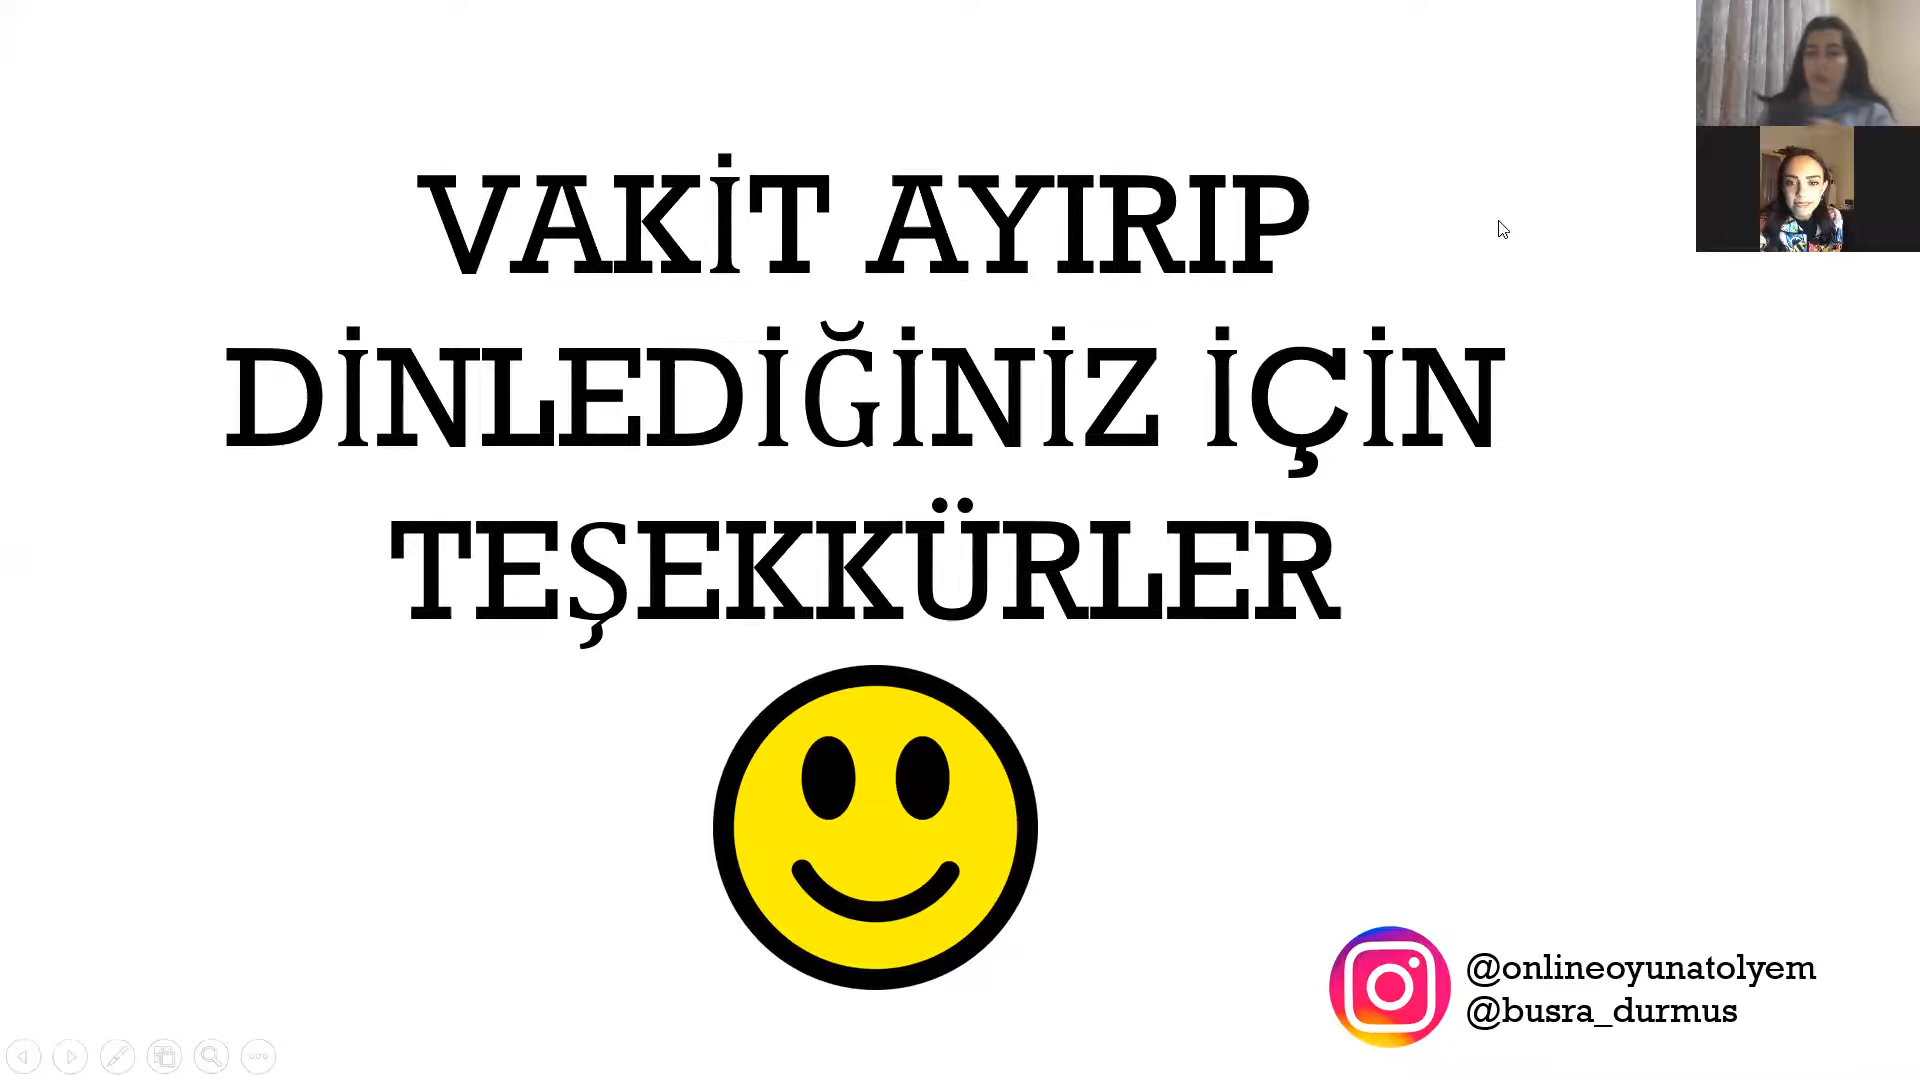 VAKİT AYIRIP
DİNLEDİĞİNİZ İÇİN
TEŞEKKÜRLER
@onlineoyunatolyem
@busra_durmus